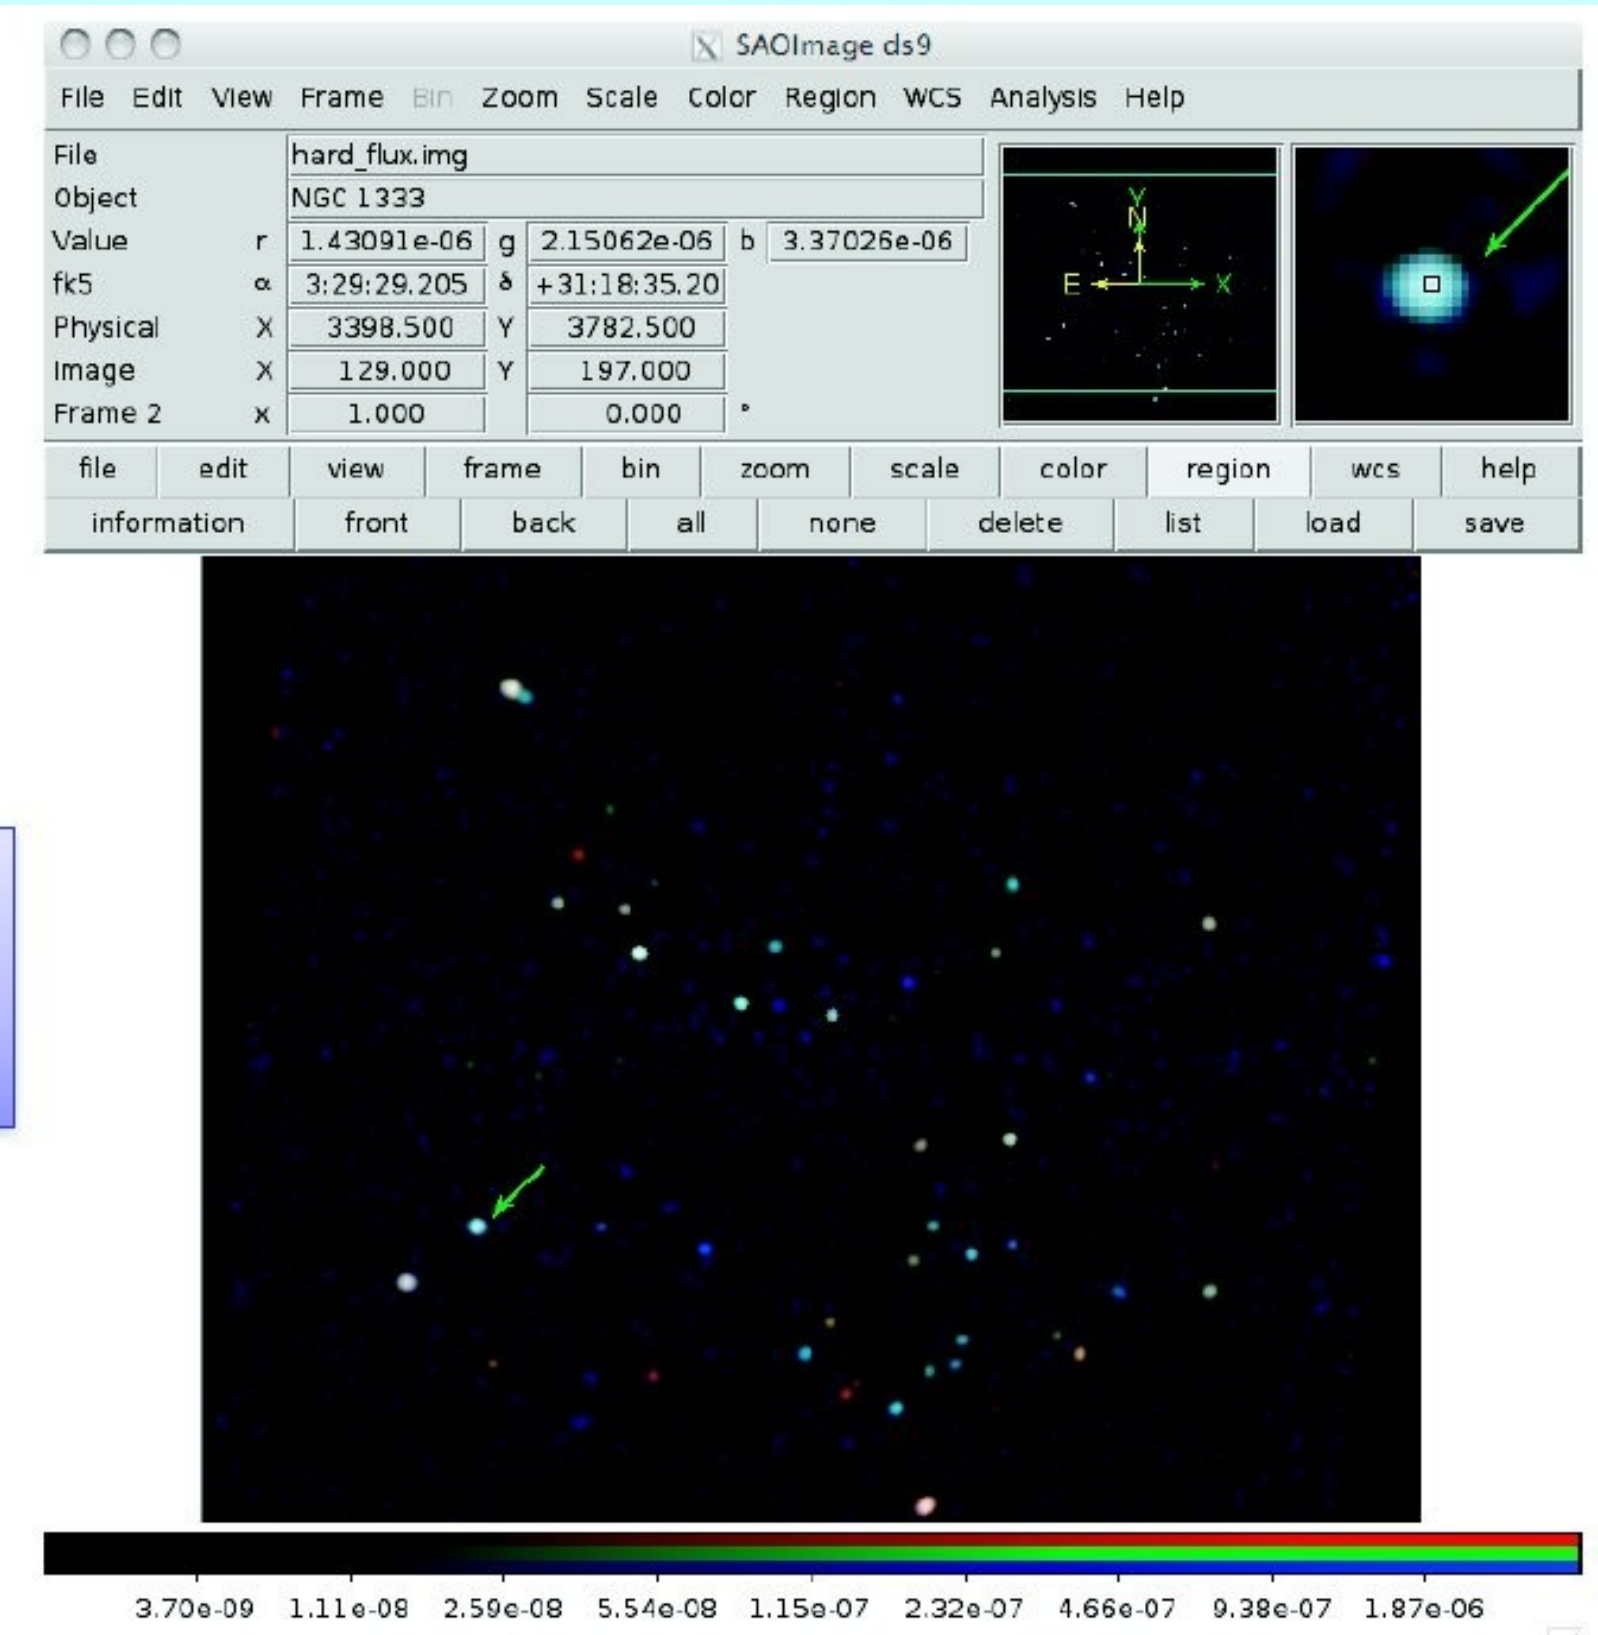 SAOImage ds9
File Edit View Frame Bin Zoom Scale Color Region WCS Analysis Help
File hard_flux.img
Object NGC 1333
Value r 1.43091e-06 g 2.15062e-06 b 3.37026e-06
fk5 α 3:29:29.205 δ +31:18:35.20
Physical X 3398.500 Y 3782.500
Image X 129.000 Y 197.000
Frame 2 x 1.000 0.000 °
Y
N
E X
file edit view frame bin zoom scale color region wcs help
information front back all none delete list load save
3.70e-09 1.11e-08 2.59e-08 5.54e-08 1.15e-07 2.32e-07 4.66e-07 9.38e-07 1.87e-06